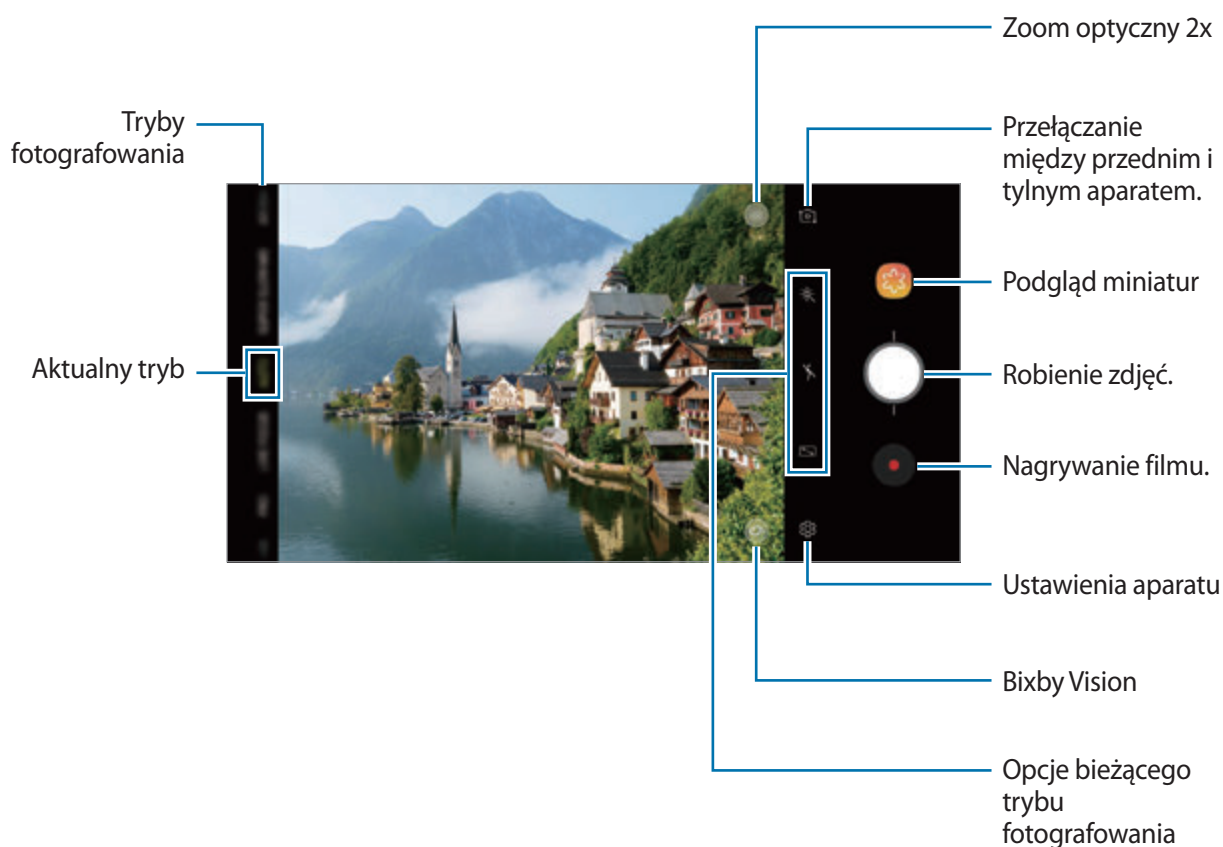 Zoom optyczny 2x
Tryby
fotografowania
Przełączanie
między przednim i
tylnym aparatem.
Podgląd miniatur
Aktualny tryb
Robienie zdjęć.
Nagrywanie filmu.
Ustawienia aparatu
Bixby Vision
Opcje bieżącego
trybu
fotografowania